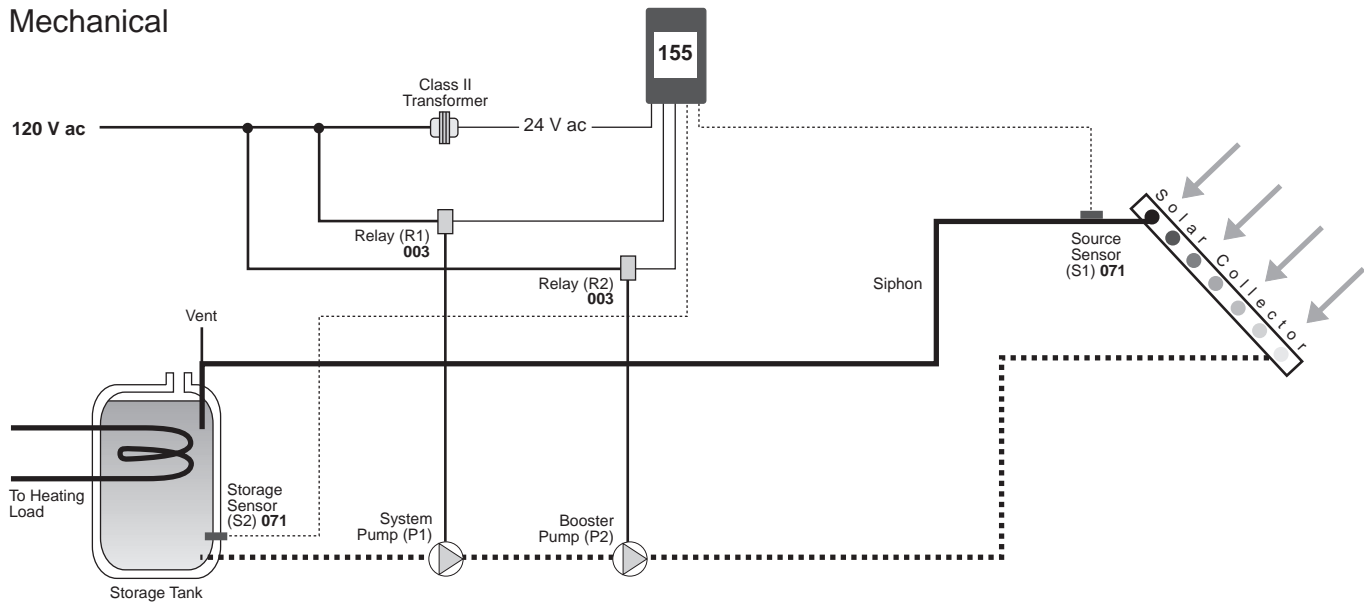 Mechanical
155
Class II
Transformer
120 V ac
24 V ac
Relay (R1)
003
Relay (R2)
003
Source
Sensor
(S1) 071
Solar Collector
Siphon
Vent
To Heating
Load
Storage
Sensor
(S2) 071
System
Pump (P1)
Booster
Pump (P2)
Storage Tank